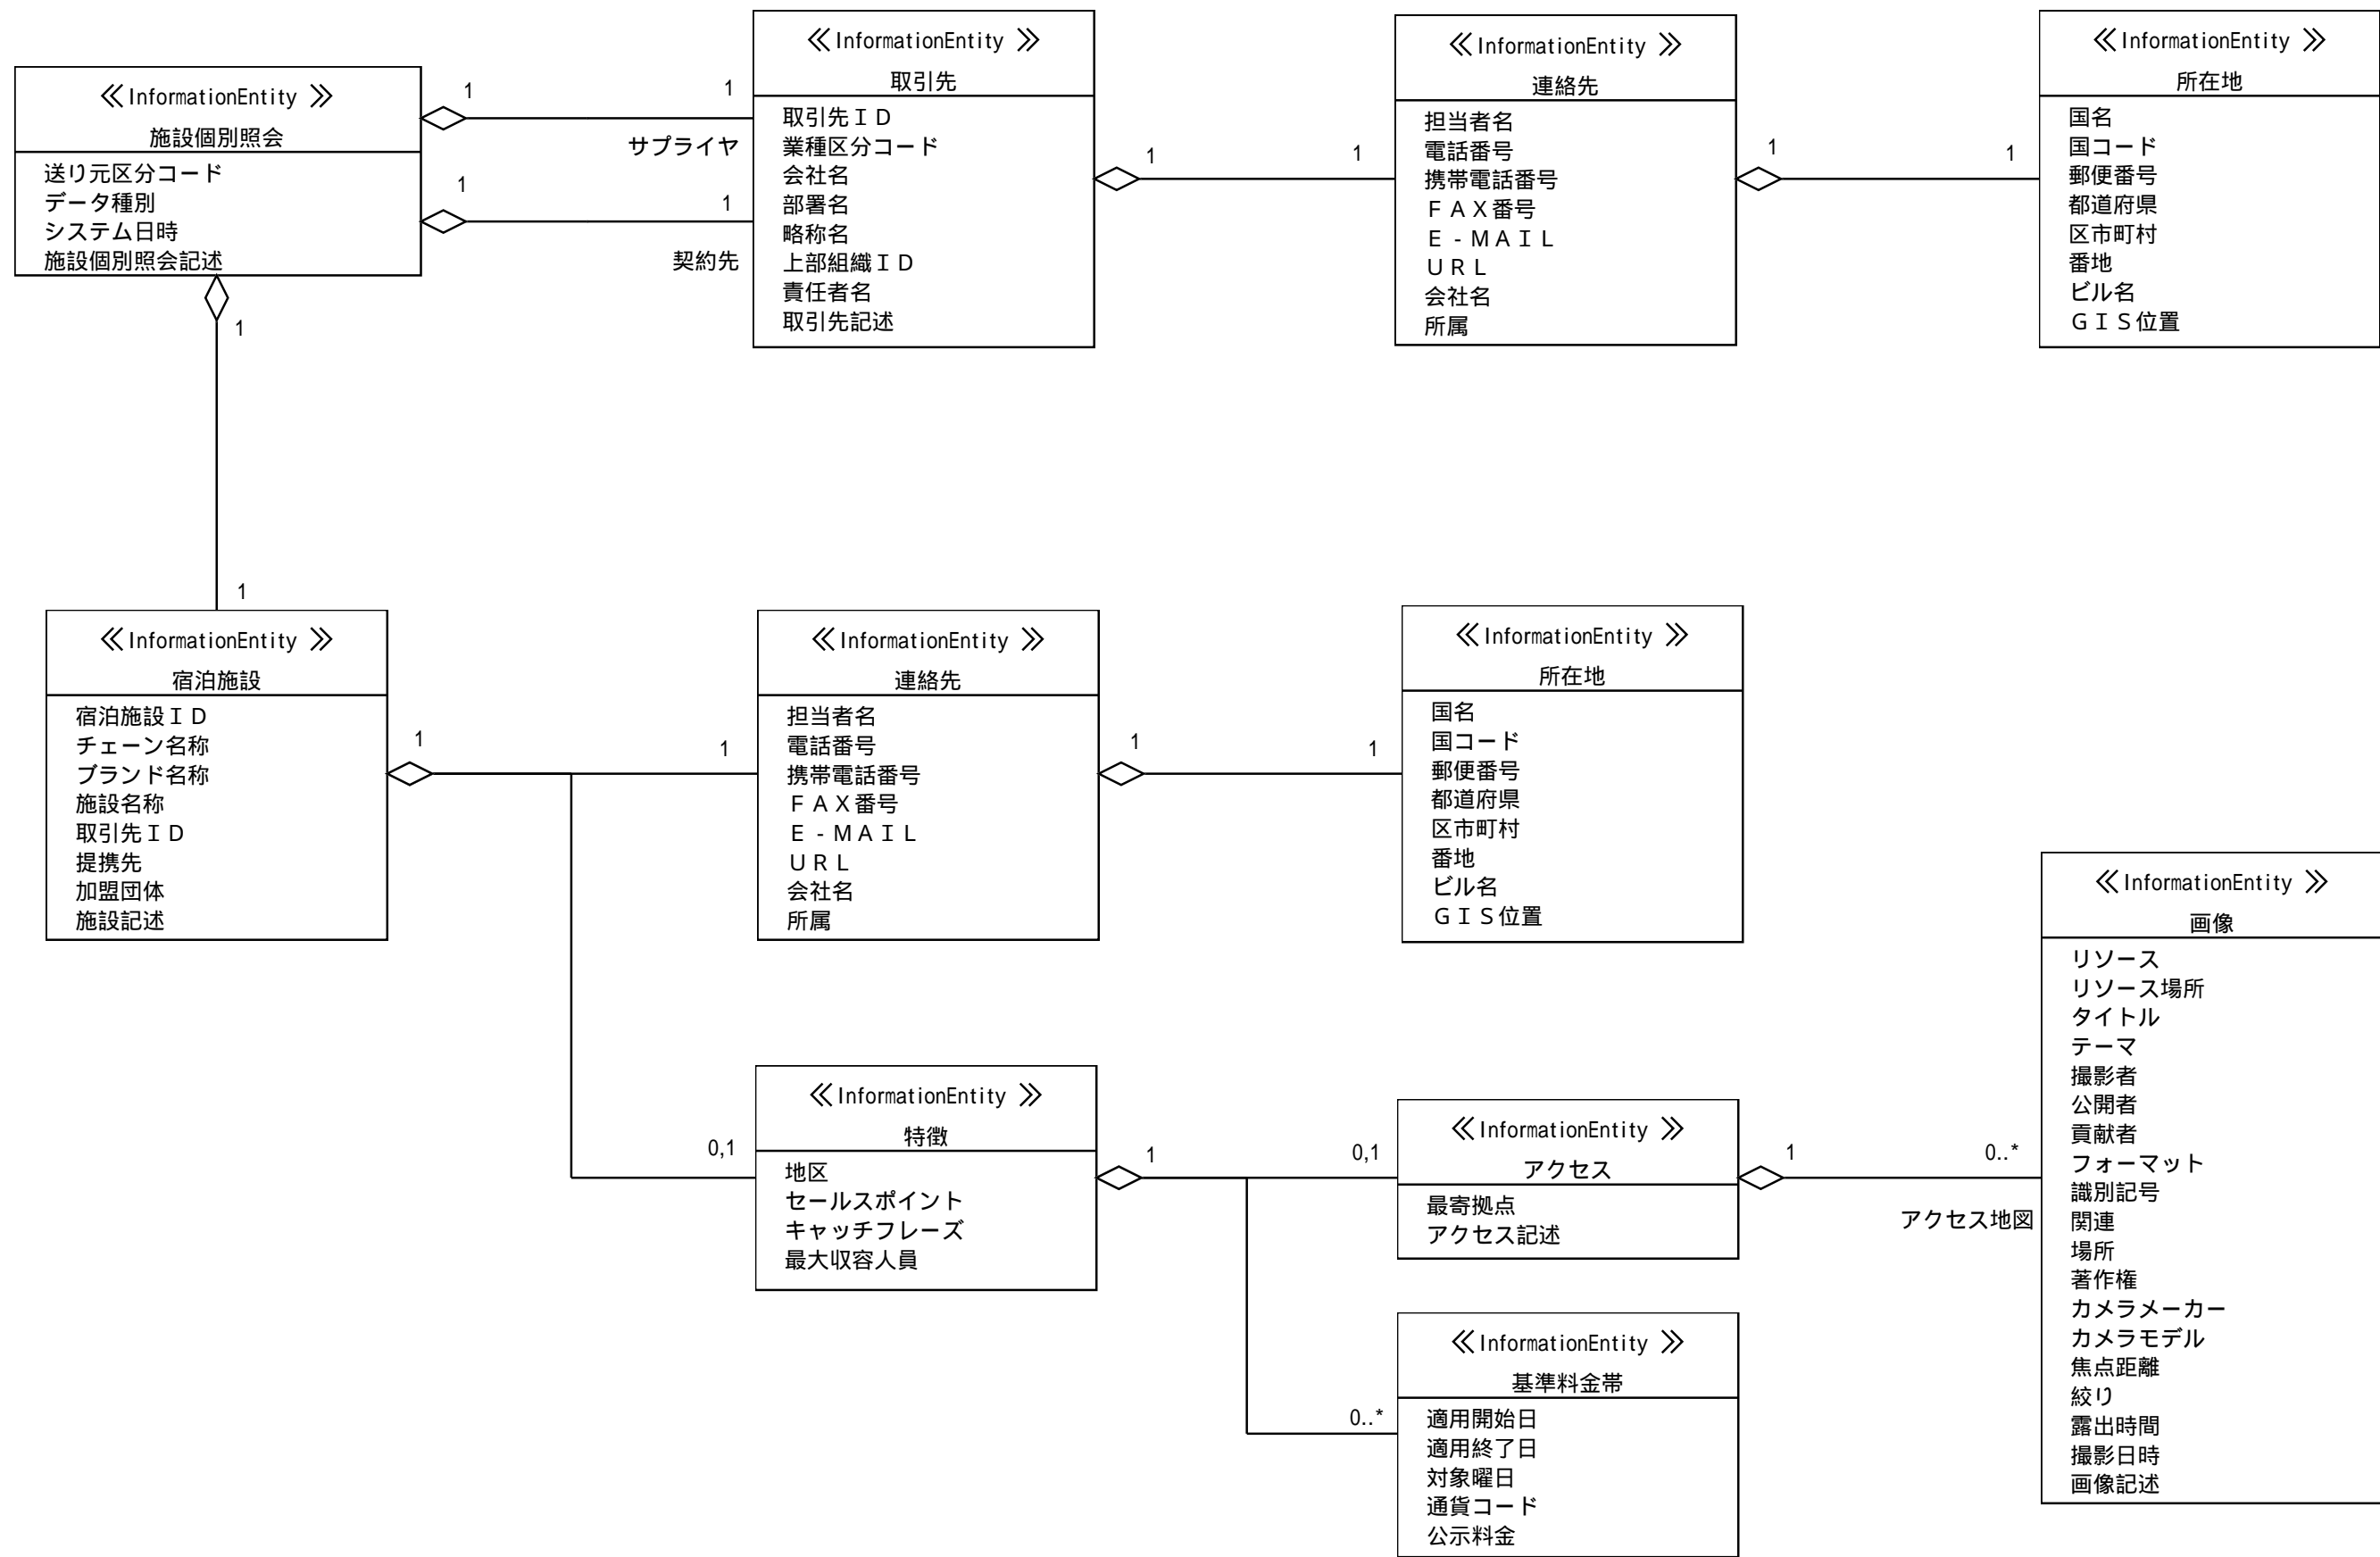 ≪InformationEntity ≫
施設個別照会
送り元区分コード
データ種別
システム日時
施設個別照会記述
1
1
サプライヤ
1
1
契約先
1
1
≪InformationEntity ≫
取引先
取引先ＩＤ
業種区分コード
会社名
部署名
略称名
上部組織ＩＤ
責任者名
取引先記述
1
1
≪InformationEntity ≫
連絡先
担当者名
電話番号
携帯電話番号
ＦＡＸ番号
Ｅ‐ＭＡＩＬ
ＵＲＬ
会社名
所属
1
1
≪InformationEntity ≫
所在地
国名
国コード
郵便番号
都道府県
区市町村
番地
ビル名
ＧＩＳ位置
≪InformationEntity ≫
宿泊施設
宿泊施設ＩＤ
チェーン名称
ブランド名称
施設名称
取引先ＩＤ
提携先
加盟団体
施設記述
1
1
≪InformationEntity ≫
連絡先
担当者名
電話番号
携帯電話番号
ＦＡＸ番号
Ｅ‐ＭＡＩＬ
ＵＲＬ
会社名
所属
1
1
≪InformationEntity ≫
所在地
国名
国コード
郵便番号
都道府県
区市町村
番地
ビル名
ＧＩＳ位置
0,1
≪InformationEntity ≫
特徴
地区
セールスポイント
キャッチフレーズ
最大収容人員
1
0,1
≪InformationEntity ≫
アクセス
最寄拠点
アクセス記述
1
0..*
アクセス地図
0..*
≪InformationEntity ≫
基準料金帯
適用開始日
適用終了日
対象曜日
通貨コード
公示料金
≪InformationEntity ≫
画像
リソース
リソース場所
タイトル
テーマ
撮影者
公開者
貢献者
フォーマット
識別記号
関連
場所
著作権
カメラメーカー
カメラモデル
焦点距離
絞り
露出時間
撮影日時
画像記述